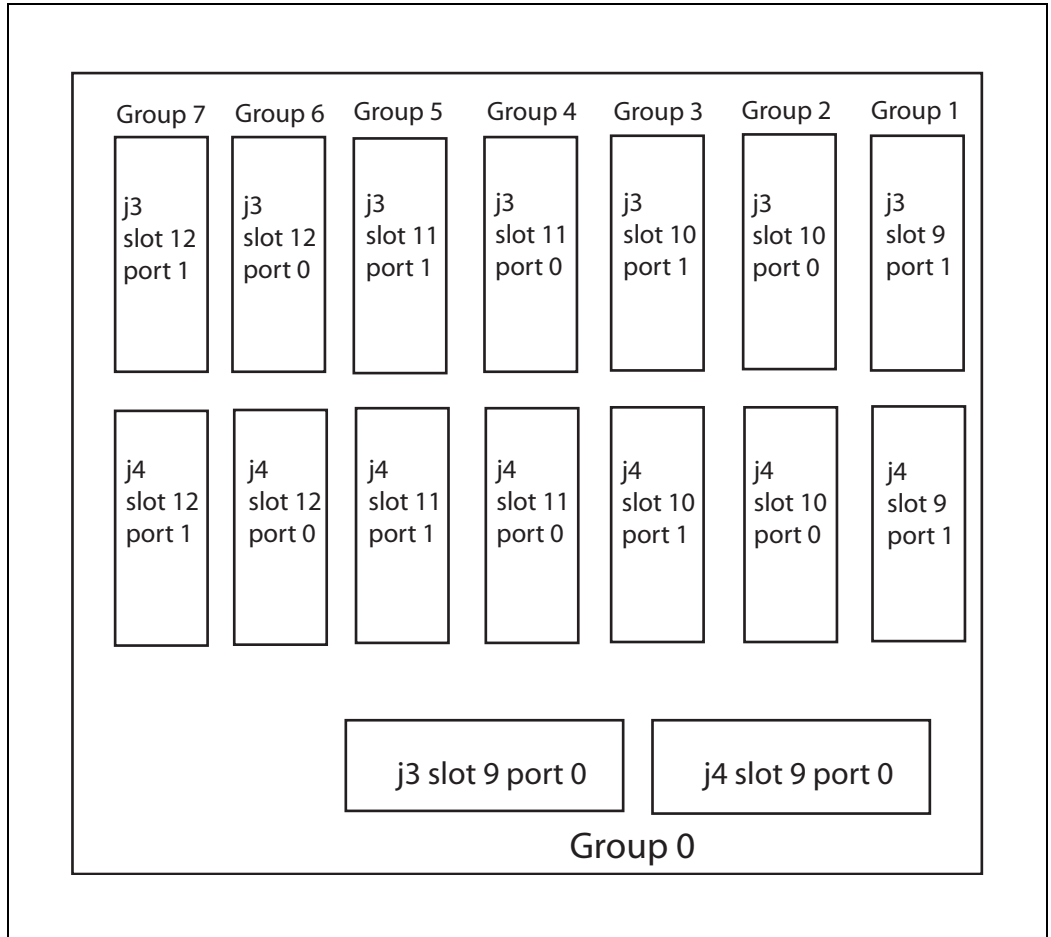 Group 7 Group 6 Group 5 Group 4 Group 3 Group 2 Group 1
j3
slot 12
port 1
j3
slot 12
port 0
j3
slot 11
port 1
j3
slot 11
port 0
j3
slot 10
port 1
j3
slot 10
port 0
j3
slot 9
port 1
j4
slot 12
port 1
j4
slot 12
port 0
j4
slot 11
port 1
j4
slot 11
port 0
j4
slot 10
port 1
j4
slot 10
port 0
j4
slot 9
port 1
j3 slot 9 port 0
j4 slot 9 port 0
Group 0